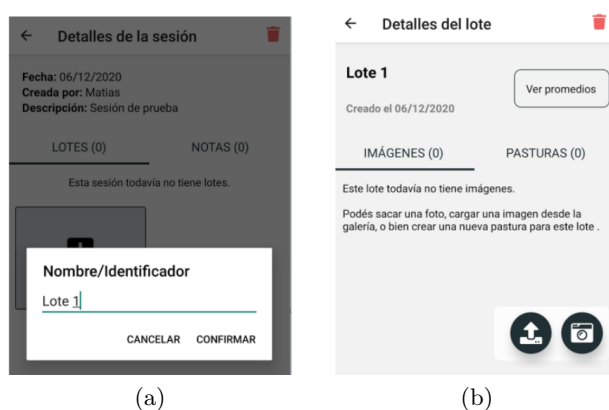 Detalles de la sesión
Fecha: 06/12/2020
Creada por: Matias
Descripción: Sesión de prueba
LOTES (0) NOTAS (0)
Esta sesión todavía no tiene lotes.
Nombre/Identificador
Lote 1
CANCELAR CONFIRMAR
(a)
Detalles del lote
Lote 1
Ver promedios
Creado el 06/12/2020
IMÁGENES (0) PASTURAS (0)
Este lote todavía no tiene imágenes.
Podés sacar una foto, cargar una imagen desde la
galería, o bien crear una nueva pastura para este lote .
(b)